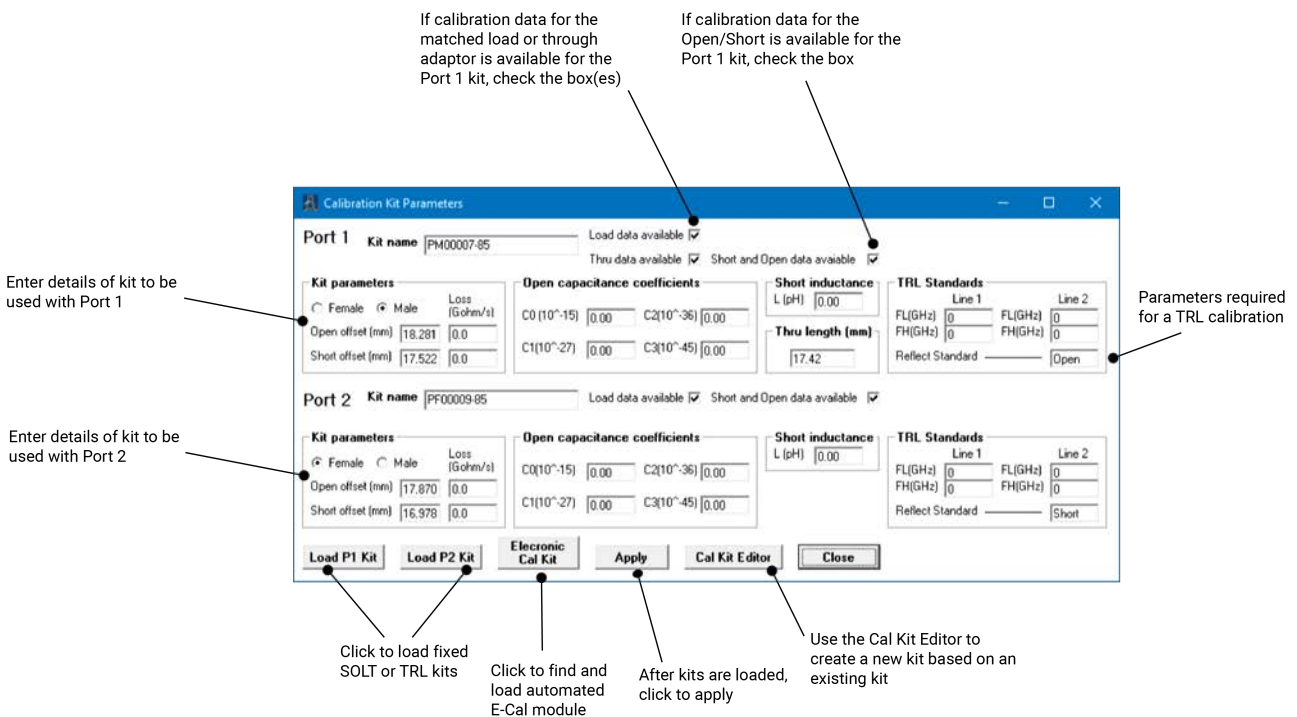 If calibration data for the
matched load or through
adaptor is available for the
Port 1 kit, check the box(es)
If calibration data for the
Open/Short is available for the
Port 1 kit, check the box
Calibration Kit Parameters
Port 1 Kit name PM00007-85 Load data available
Thru data available Short and Open data avaiable
Enter details of kit to be
used with Port 1
Kit parameters
Female Male Loss (Gohm/s)
Open offset (mm) 18.281 0.0
Short offset (mm) 17.522 0.0
Open capacitance coefficients
C0 (10^-15) 0.00 C2(10^-36) 0.00
C1(10^-27) 0.00 C3(10^-45) 0.00
Short inductance
L (pH) 0.00
Thru length (mm)
17.42
TRL Standards
Line 1 Line 2
FL(GHz) 0 FL(GHz) 0
FH(GHz) 0 FH(GHz) 0
Reflect Standard Open
Parameters required
for a TRL calibration
Port 2 Kit name PF00009-85 Load data available Short and Open data available
Enter details of kit to be
used with Port 2
Kit parameters
Female Male Loss (Gohm/s)
Open offset (mm) 17.870 0.0
Short offset (mm) 16.978 0.0
Open capacitance coefficients
C0(10^-15) 0.00 C2(10^-36) 0.00
C1(10^-27) 0.00 C3(10^-45) 0.00
Short inductance
L (pH) 0.00
TRL Standards
Line 1 Line 2
FL(GHz) 0 FL(GHz) 0
FH(GHz) 0 FH(GHz) 0
Reflect Standard Short
Load P1 Kit Load P2 Kit Elecronic Cal Kit Apply Cal Kit Editor Close
Click to load fixed
SOLT or TRL kits
Click to find and
load automated
E-Cal module
After kits are loaded,
click to apply
Use the Cal Kit Editor to
create a new kit based on an
existing kit